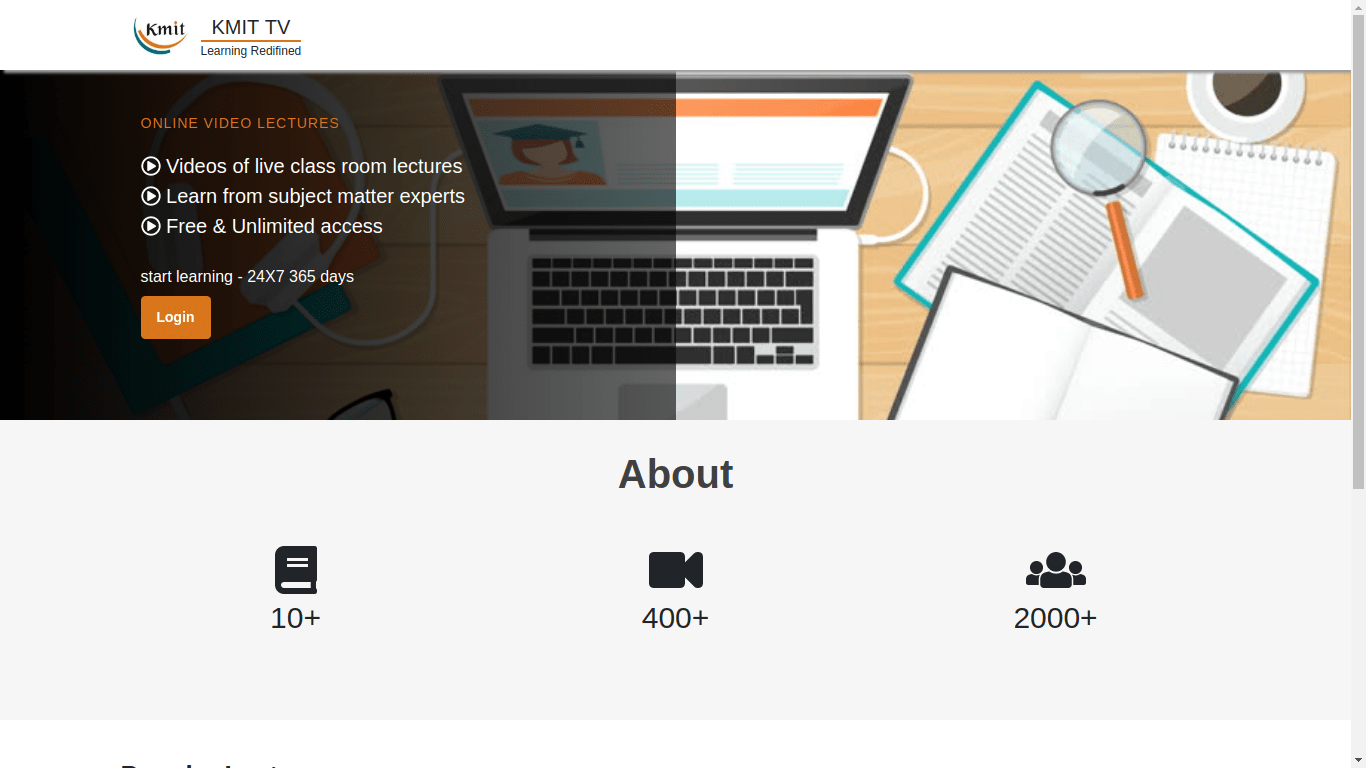 Kmit
KMIT TV
Learning Redifined
ONLINE VIDEO LECTURES
Videos of live class room lectures
Learn from subject matter experts
Free & Unlimited access
start learning - 24X7 365 days
Login
About
10+
400+
2000+